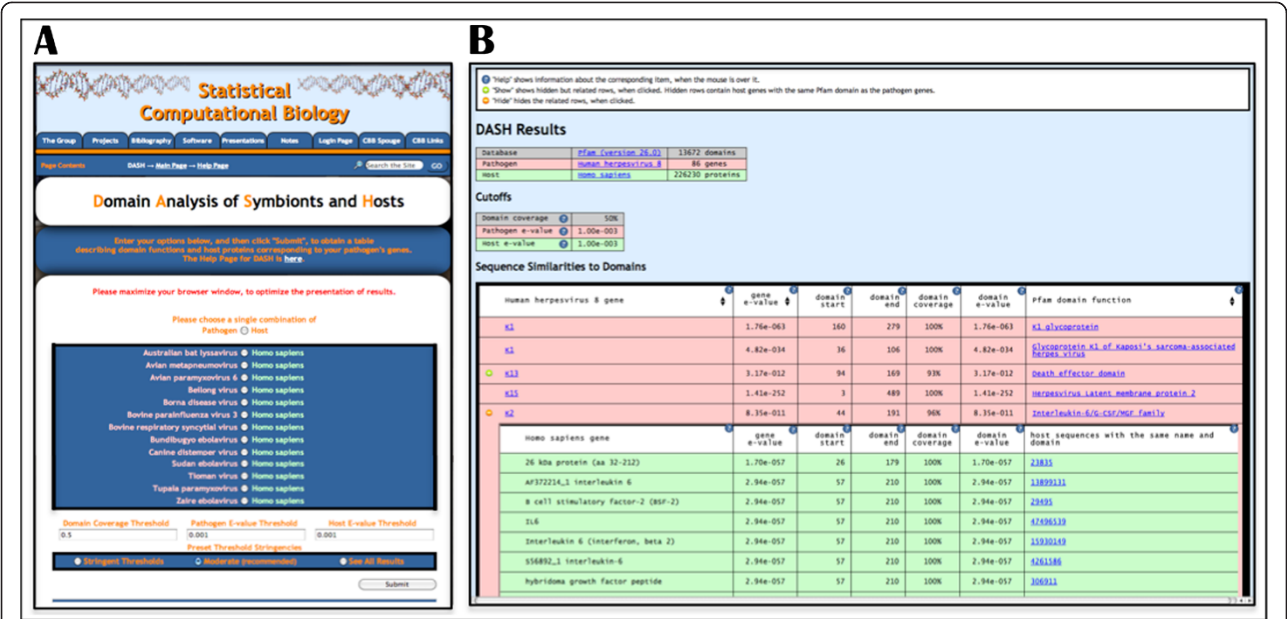 A
Statistical
Computational Biology
The Group Projects Bibliography Software Presentations Notes Login Page CBB Spouge CBB Links
Page Contents DASH → Main Page → Help Page Search the Site GO
Domain Analysis of Symbionts and Hosts
Enter your options below, and then click "Submit", to obtain a table
describing domain functions and host proteins corresponding to your pathogen's genes.
The Help Page for DASH is here.
Please maximize your browser window, to optimize the presentation of results.
Please choose a single combination of
Pathogen Host
Australian bat lyssavirus Homo sapiens
Avian metapneumovirus Homo sapiens
Avian paramyxovirus 6 Homo sapiens
Beilong virus Homo sapiens
Borna disease virus Homo sapiens
Bovine parainfluenza virus 3 Homo sapiens
Bovine respiratory syncytial virus Homo sapiens
Bundibugyo ebolavirus Homo sapiens
Canine distemper virus Homo sapiens
Sudan ebolavirus Homo sapiens
Tioman virus Homo sapiens
Tupaia paramyxovirus Homo sapiens
Zaire ebolavirus Homo sapiens
Domain Coverage Threshold Pathogen E-value Threshold Host E-value Threshold
0.5 0.001 0.001
Preset Threshold Stringencies
Stringent Thresholds Moderate (recommended) See All Results
Submit
B
"Help" shows information about the corresponding item, when the mouse is over it.
"Show" shows hidden but related rows, when clicked. Hidden rows contain host genes with the same Pfam domain as the pathogen genes.
"Hide" hides the related rows, when clicked.
DASH Results
Database Pfam (version 26.0) 13672 domains
Pathogen Human herpesvirus 8 86 genes
Host Homo sapiens 226230 proteins
Cutoffs
Domain coverage ? 50%
Pathogen e-value ? 1.00e-003
Host e-value ? 1.00e-003
Sequence Similarities to Domains
Human herpesvirus 8 gene gene e-value domain start domain end domain coverage domain e-value Pfam domain function
K1 1.76e-063 160 279 100% 1.76e-063 K1 glycoprotein
K1 4.82e-034 36 106 100% 4.82e-034 Glycoprotein K1 of Kaposi's sarcoma-associated herpes virus
K13 3.17e-012 94 169 93% 3.17e-012 Death effector domain
K15 1.41e-252 3 489 100% 1.41e-252 Herpesvirus Latent membrane protein 2
K2 8.35e-011 44 191 96% 8.35e-011 Interleukin-6/G-CSF/MGF family
Homo sapiens gene gene e-value domain start domain end domain coverage domain e-value host sequences with the same name and domain
26 kDa protein (aa 32-212) 1.70e-057 26 179 100% 1.70e-057 23835
AF372214_1 interleukin 6 2.94e-057 57 210 100% 2.94e-057 13899131
B cell stimulatory factor-2 (BSF-2) 2.94e-057 57 210 100% 2.94e-057 29495
IL6 2.94e-057 57 210 100% 2.94e-057 47496539
Interleukin 6 (interferon, beta 2) 2.94e-057 57 210 100% 2.94e-057 15930149
S56892_1 interleukin-6 2.94e-057 57 210 100% 2.94e-057 4261586
hybridoma growth factor peptide 2.94e-057 57 210 100% 2.94e-057 306911